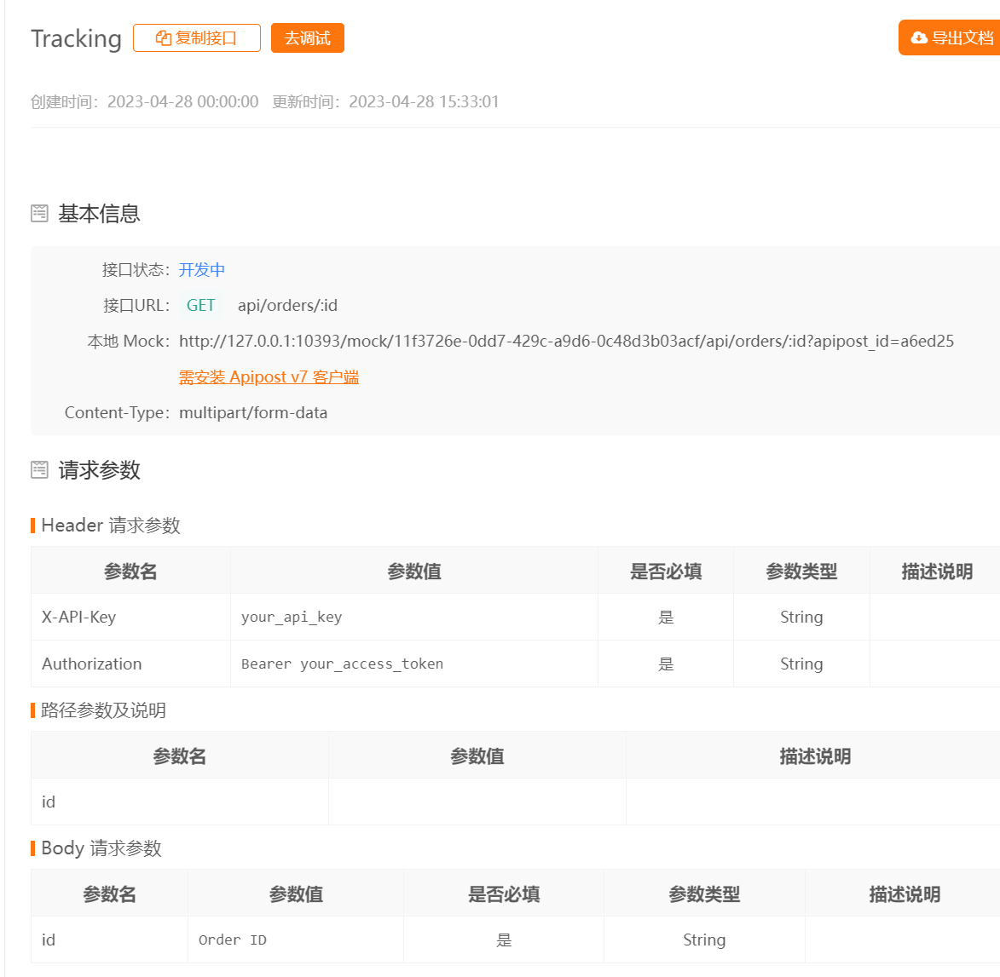 Tracking 复制接口 去调试 导出文档
创建时间：2023-04-28 00:00:00 更新时间：2023-04-28 15:33:01
基本信息
接口状态：开发中
接口URL：GET api/orders/:id
本地 Mock：http://127.0.0.1:10393/mock/11f3726e-0dd7-429c-a9d6-0c48d3b03acf/api/orders/:id?apipost_id=a6ed25
需安装 Apipost v7 客户端
Content-Type：multipart/form-data
请求参数
Header 请求参数
参数名 参数值 是否必填 参数类型 描述说明
X-API-Key your_api_key 是 String
Authorization Bearer your_access_token 是 String
路径参数及说明
参数名 参数值 描述说明
id
Body 请求参数
参数名 参数值 是否必填 参数类型 描述说明
id Order ID 是 String